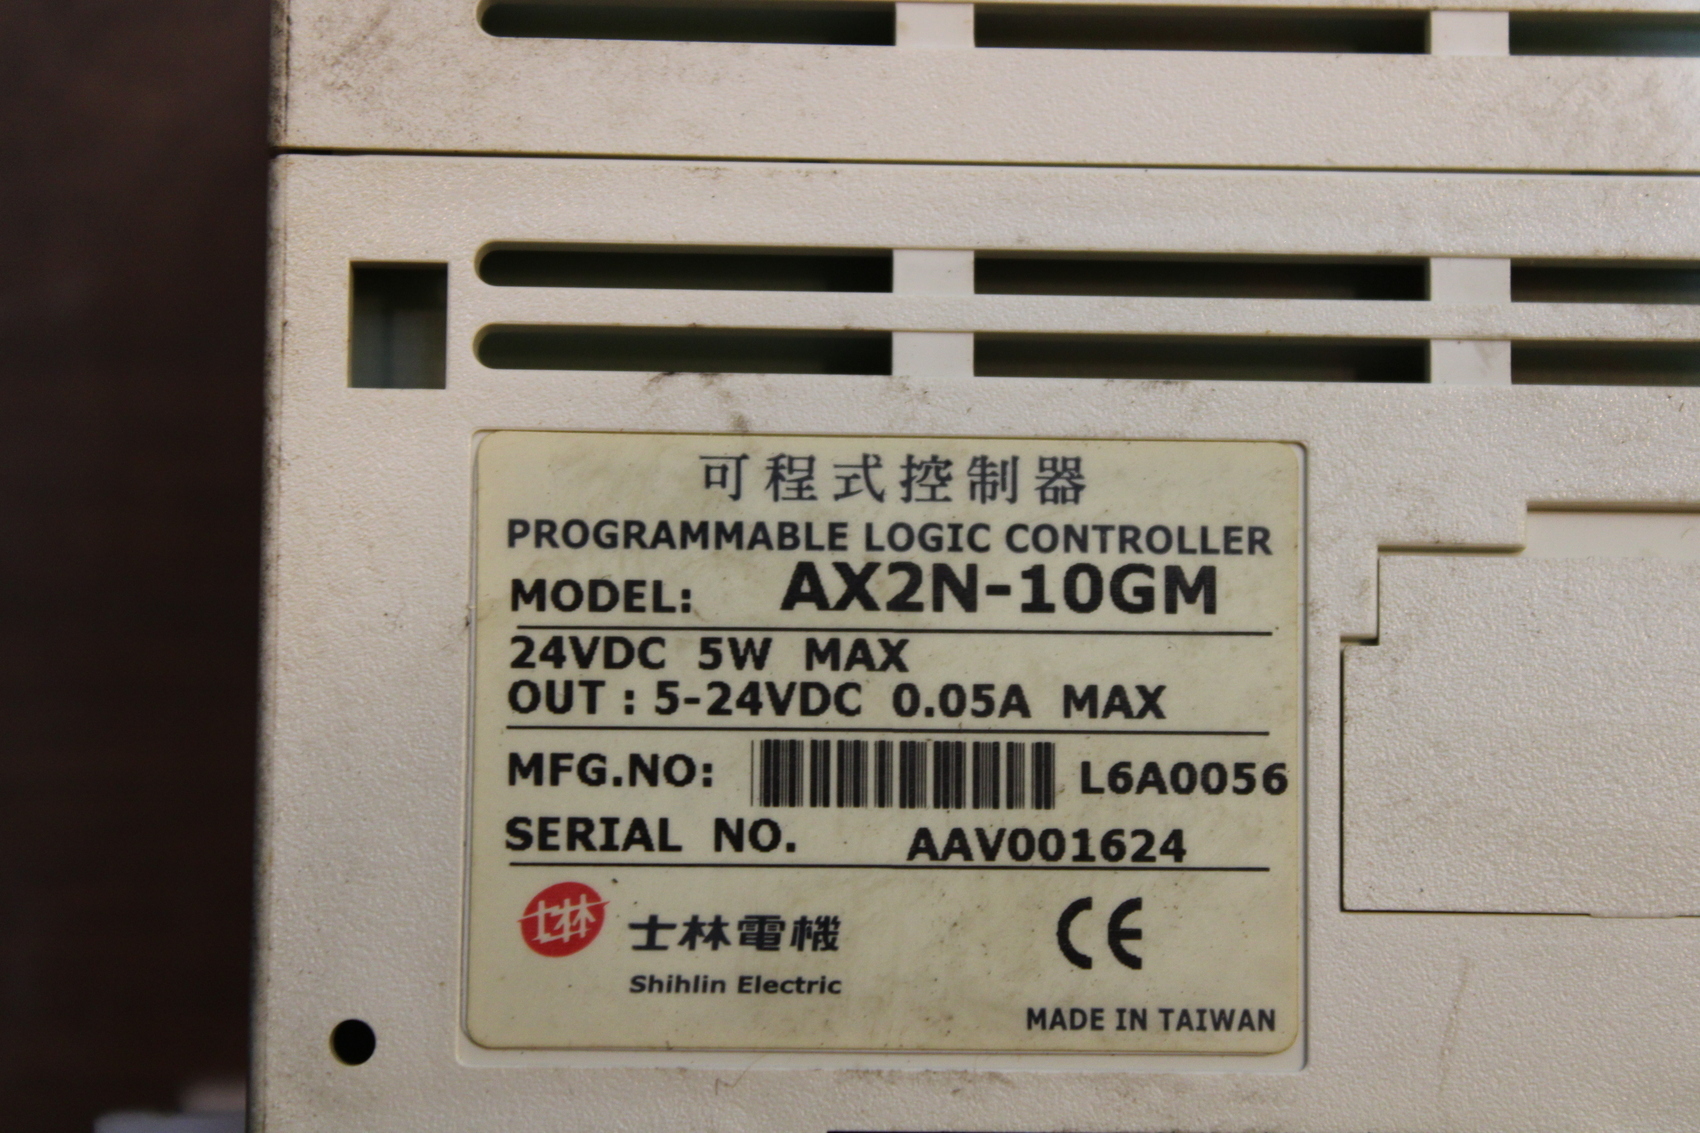 可程式控制器
PROGRAMMABLE LOGIC CONTROLLER
MODEL: AX2N-10GM
24VDC 5W MAX
OUT : 5-24VDC 0.05A MAX
MFG.NO: L6A0056
SERIAL NO. AAV001624
士林 士林電機 CE
Shihlin Electric
MADE IN TAIWAN